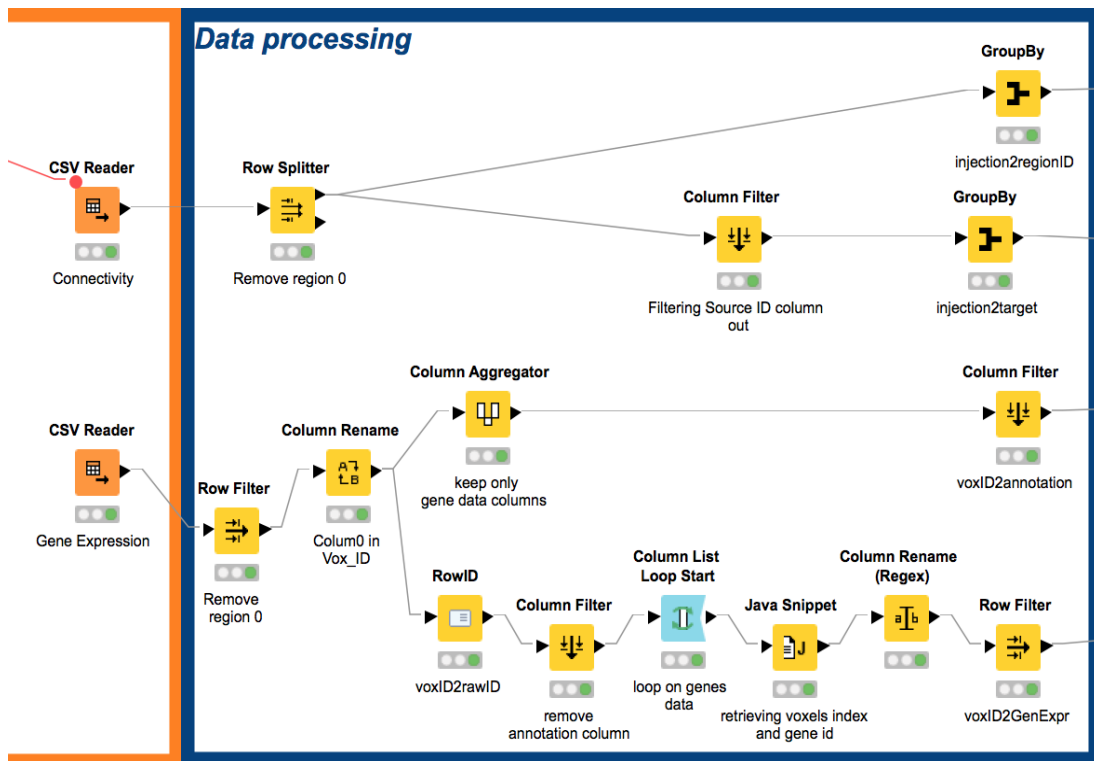 Data processing
GroupBy
injection2regionID
CSV Reader
Connectivity
Row Splitter
Remove region 0
Column Filter
Filtering Source ID column
out
GroupBy
injection2target
Column Aggregator
keep only
gene data columns
Column Filter
voxID2annotation
CSV Reader
Gene Expression
Row Filter
Remove
region 0
Column Rename
Colum0 in
Vox_ID
RowID
voxID2rawID
Column Filter
remove
annotation column
Column List
Loop Start
loop on genes
data
Java Snippet
retrieving voxels index
and gene id
Column Rename
(Regex)
Row Filter
voxID2GenExpr